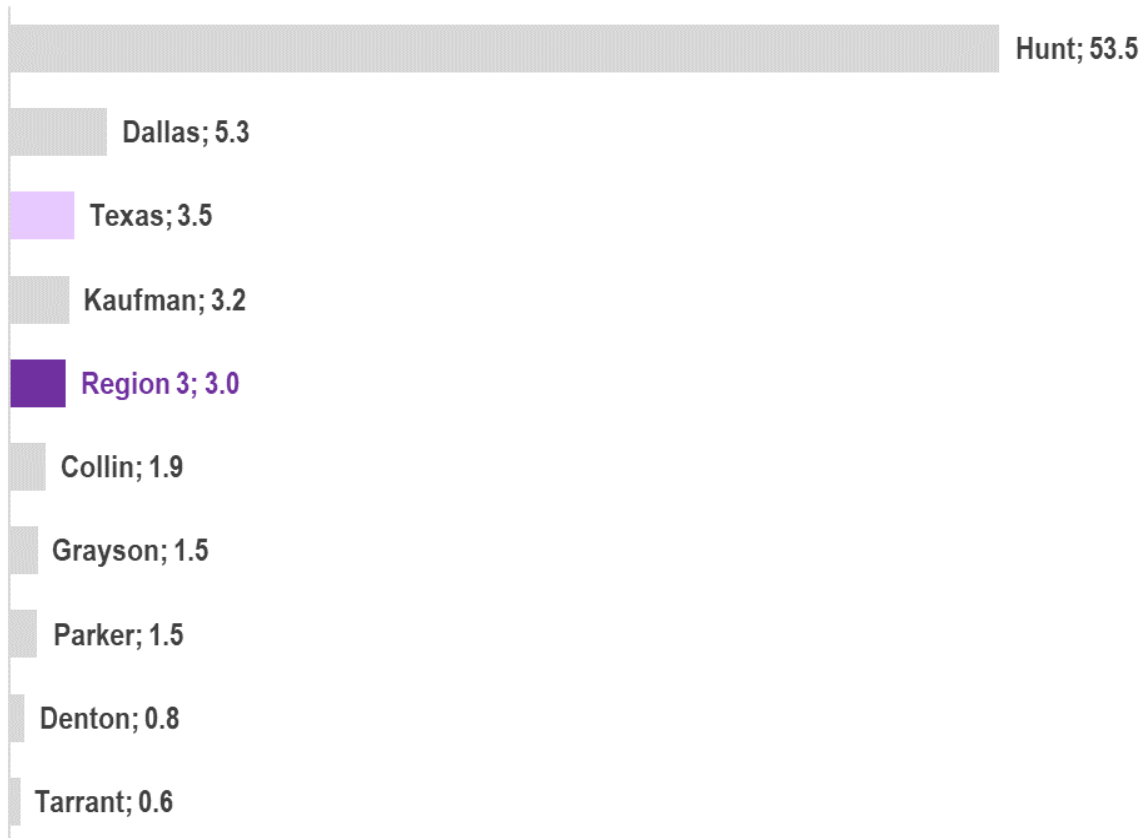 Hunt; 53.5
Dallas; 5.3
Texas; 3.5
Kaufman; 3.2
Region 3; 3.0
Collin; 1.9
Grayson; 1.5
Parker; 1.5
Denton; 0.8
Tarrant; 0.6